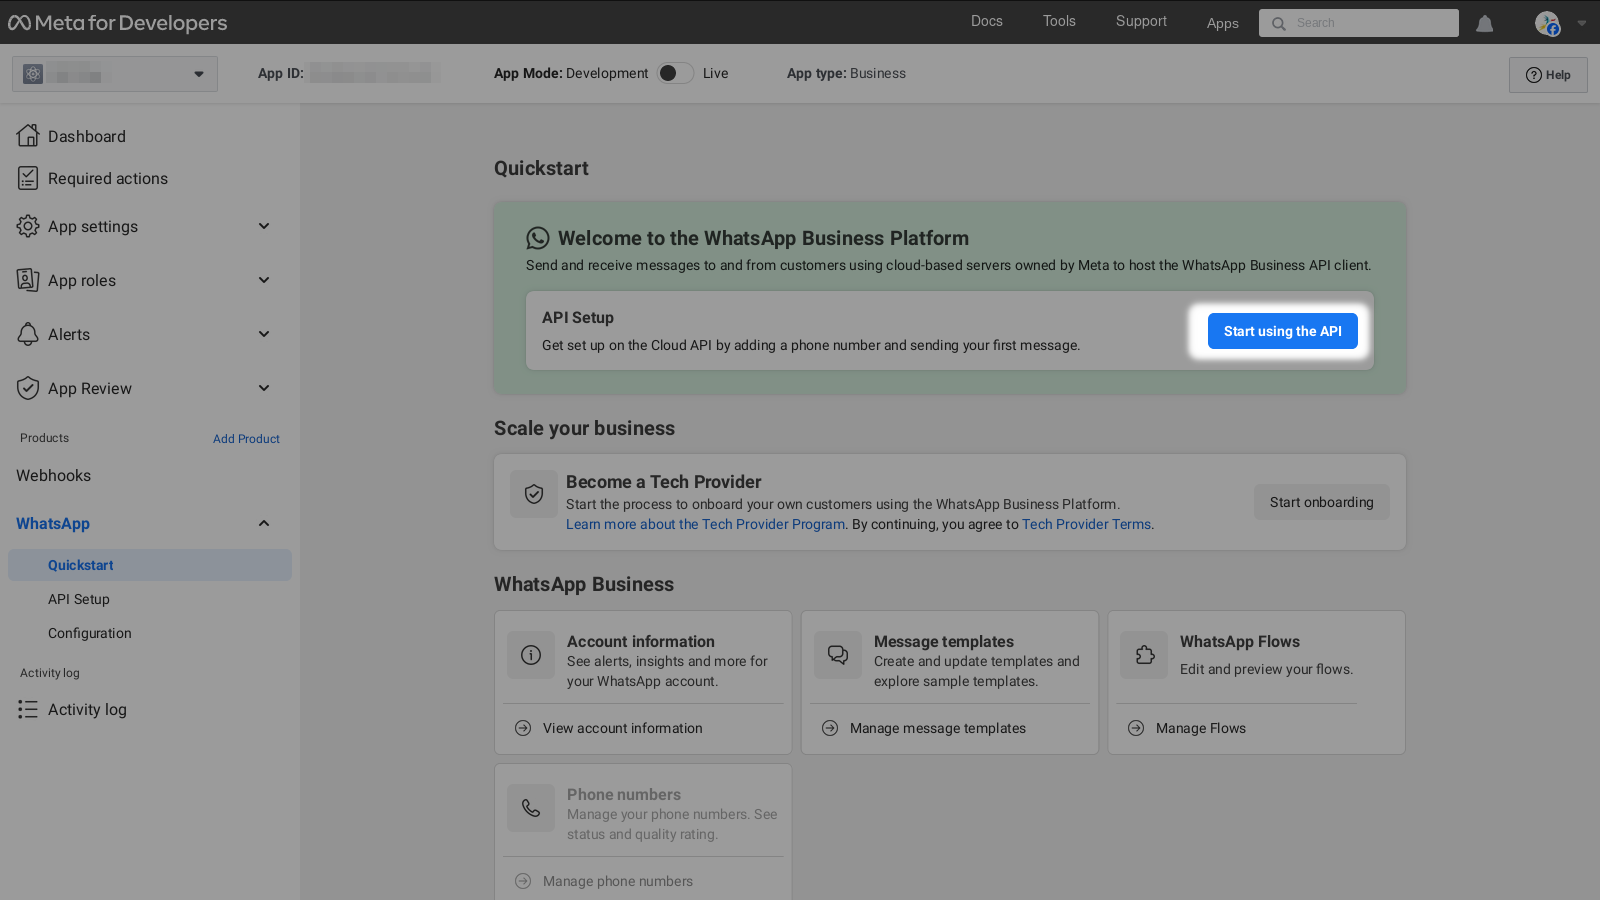 Meta for Developers
Docs
Tools
Support
Apps
Search
App ID:
App Mode: Development
Live
App type: Business
Help
Dashboard
Required actions
App settings
App roles
Alerts
App Review
Products
Add Product
Webhooks
WhatsApp
Quickstart
API Setup
Configuration
Activity log
Activity log
Quickstart
Welcome to the WhatsApp Business Platform
Send and receive messages to and from customers using cloud-based servers owned by Meta to host the WhatsApp Business API client.
API Setup
Get set up on the Cloud API by adding a phone number and sending your first message.
Start using the API
Scale your business
Become a Tech Provider
Start the process to onboard your own customers using the WhatsApp Business Platform.
Learn more about the Tech Provider Program. By continuing, you agree to Tech Provider Terms.
Start onboarding
WhatsApp Business
Account information
See alerts, insights and more for
your WhatsApp account.
View account information
Message templates
Create and update templates and
explore sample templates.
Manage message templates
WhatsApp Flows
Edit and preview your flows.
Manage Flows
Phone numbers
Manage your phone numbers. See
status and quality rating.
Manage phone numbers